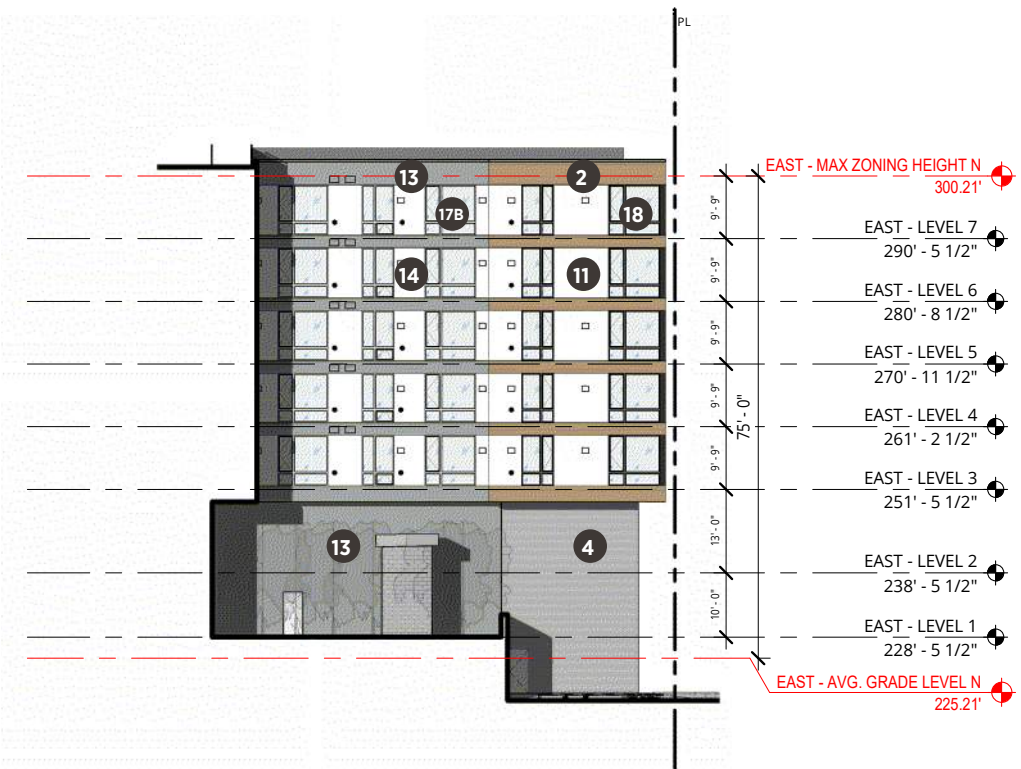 PL
EAST - MAX ZONING HEIGHT N
300.21'
13
2
17B
18
9' - 9"
EAST - LEVEL 7
290' - 5 1/2"
14
11
9' - 9"
EAST - LEVEL 6
280' - 8 1/2"
9' - 9"
EAST - LEVEL 5
270' - 11 1/2"
9' - 9"
75' - 0"
EAST - LEVEL 4
261' - 2 1/2"
9' - 9"
EAST - LEVEL 3
251' - 5 1/2"
13
4
13' - 0"
EAST - LEVEL 2
238' - 5 1/2"
10' - 0"
EAST - LEVEL 1
228' - 5 1/2"
EAST - AVG. GRADE LEVEL N
225.21'